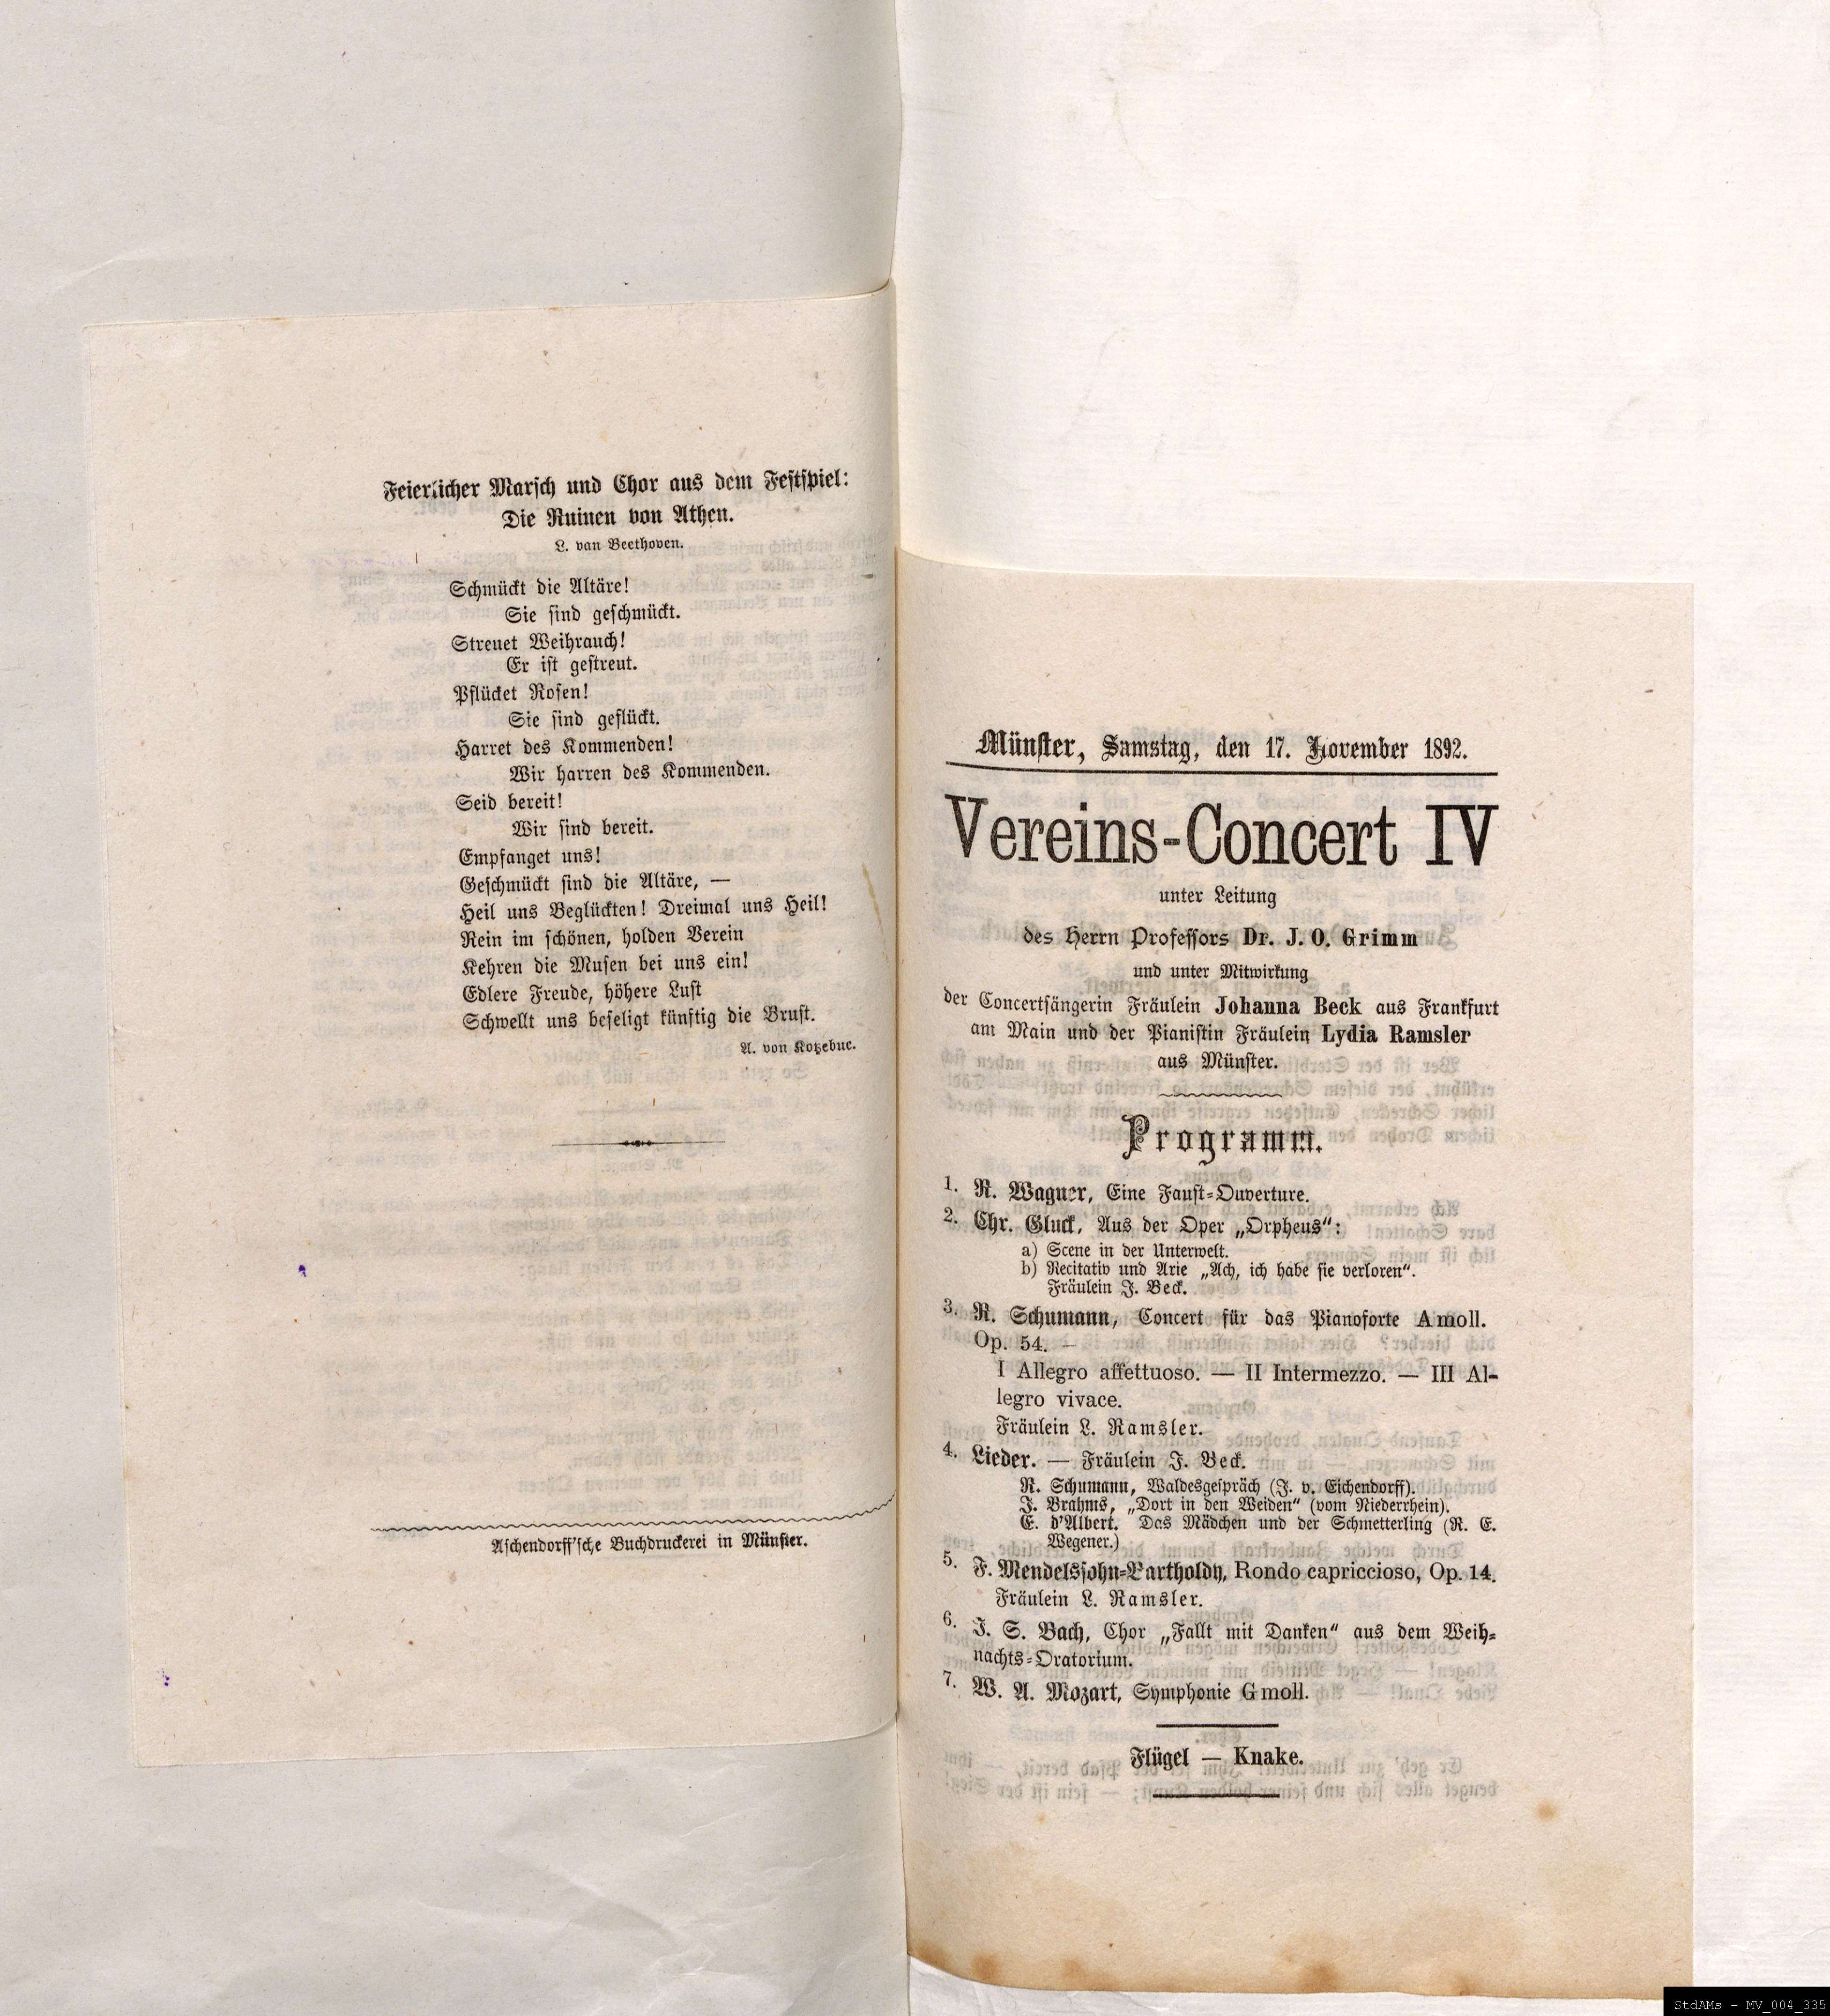 Feierlicher Marsch und Chor aus dem Festspiel:
Die Ruinen von Athen.
L. van Beethoven.
Schmückt die Altäre!
Sie sind geschmückt.
Streuet Weihrauch!
Er ist gestreut.
Pflücket Rosen!
Sie sind geflückt.
Harret des Kommenden!
Wir harren des Kommenden.
Seid bereit!
Wir sind bereit.
Empfanget uns!
Geschmückt sind die Altäre, —
Heil uns Beglückten! Dreimal uns Heil!
Rein im schönen, holden Verein
Kehren die Musen bei uns ein!
Edlere Freude, höhere Lust
Schwellt uns beseligt künftig die Brust.
A. von Kotzebue.
Aschendorff'sche Buchdruckerei in Münster.
Münster, Samstag, den 17. November 1892.
Vereins-Concert IV
unter Leitung
des Herrn Professors Dr. J. O. Grimm
und unter Mitwirkung
der Concertsängerin Fräulein Johanna Beck aus Frankfurt
am Main und der Pianistin Fräulein Lydia Ramsler
aus Münster.
Programm.
1. R. Wagner, Eine Faust-Ouverture.
2. Chr. Gluck, Aus der Oper „Orpheus“:
a) Scene in der Unterwelt.
b) Recitativ und Arie „Ach, ich habe sie verloren“.
Fräulein J. Beck.
3. R. Schumann, Concert für das Pianoforte A moll.
Op. 54. —
I Allegro affettuoso. — II Intermezzo. — III Al-
legro vivace.
Fräulein L. Ramsler.
4. Lieder. — Fräulein J. Beck.
R. Schumann, Waldesgespräch (J. v. Eichendorff).
J. Brahms, „Dort in den Weiden“ (vom Niederrhein).
E. d'Albert. Das Mädchen und der Schmetterling (R. E.
Wegener.)
5. F. Mendelssohn-Bartholdy, Rondo capriccioso, Op. 14.
Fräulein L. Ramsler.
6. J. S. Bach, Chor „Fallt mit Danken“ aus dem Weih-
nachts-Oratorium.
7. W. A. Mozart, Symphonie G moll.
Flügel — Knake.
StdAMs - MV_004_335